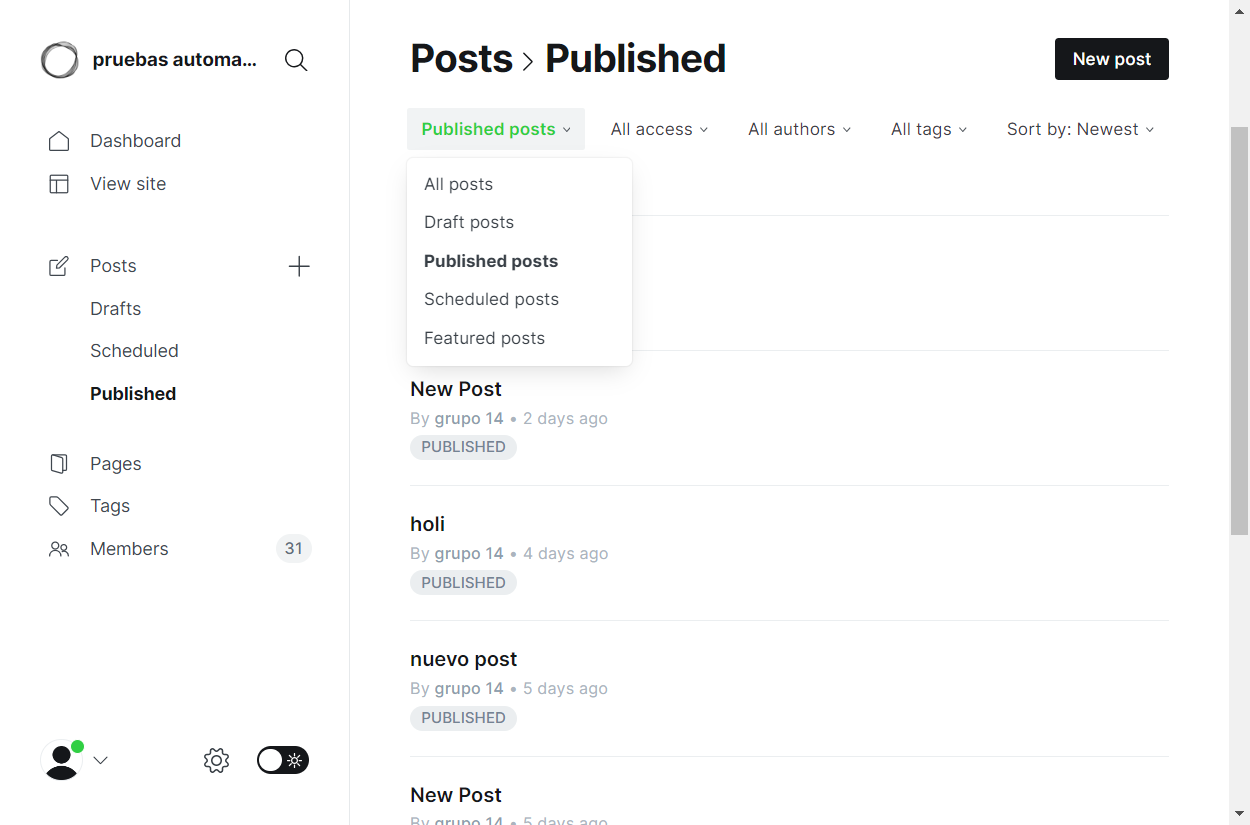 pruebas automa...
Dashboard
View site
Posts
Drafts
Scheduled
Published
Pages
Tags
Members 31
Posts > Published
New post
Published posts All access All authors All tags Sort by: Newest
All posts
Draft posts
Published posts
Scheduled posts
Featured posts
New Post
By grupo 14 • 2 days ago
PUBLISHED
holi
By grupo 14 • 4 days ago
PUBLISHED
nuevo post
By grupo 14 • 5 days ago
PUBLISHED
New Post
By grupo 14 • 5 days ago